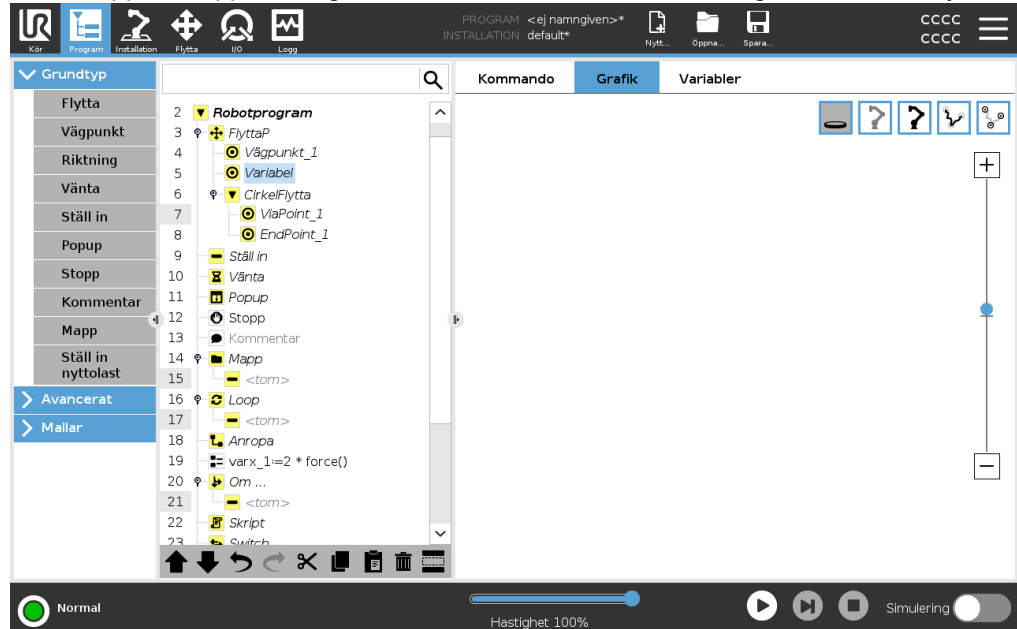 UR
PROGRAM <ej namngiven>*
INSTALLATION default*
Kör
Program
Installation
Flytta
I/O
Logg
Nytt...
Öppna...
Spara...
CCCC
CCCC
Grundtyp
Flytta
Vägpunkt
Riktning
Vänta
Ställ in
Popup
Stopp
Kommentar
Mapp
Ställ in
nyttolast
Avancerat
Mallar
2 Robotprogram
3 FlyttaP
4 Vägpunkt_1
5 Variabel
6 CirkelFlytta
7 ViaPoint_1
8 EndPoint_1
9 Ställ in
10 Vänta
11 Popup
12 Stopp
13 Kommentar
14 Mapp
15 <tom>
16 Loop
17 <tom>
18 Anropa
19 varx_1:=2 * force()
20 Om ...
21 <tom>
22 Skript
23 Switch
Kommando
Grafik
Variabler
Normal
Hastighet 100%
Simulering